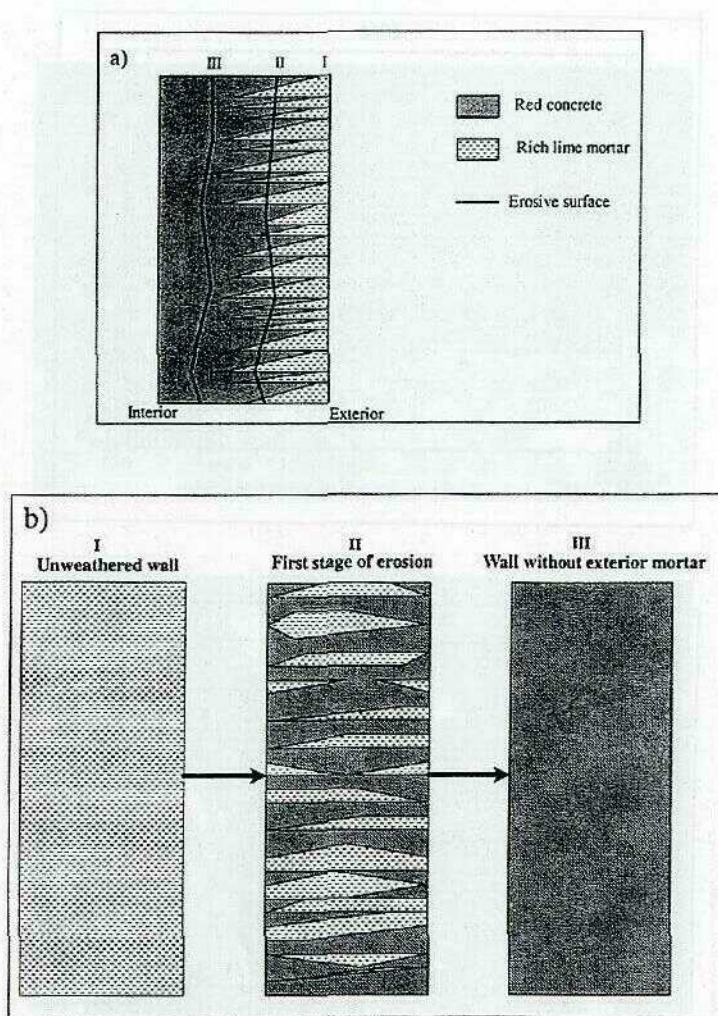 a)
III II I
Red concrete
Rich lime mortar
Erosive surface
Interior Exterior
b)
I II III
Unweathered wall First stage of erosion Wall without exterior mortar